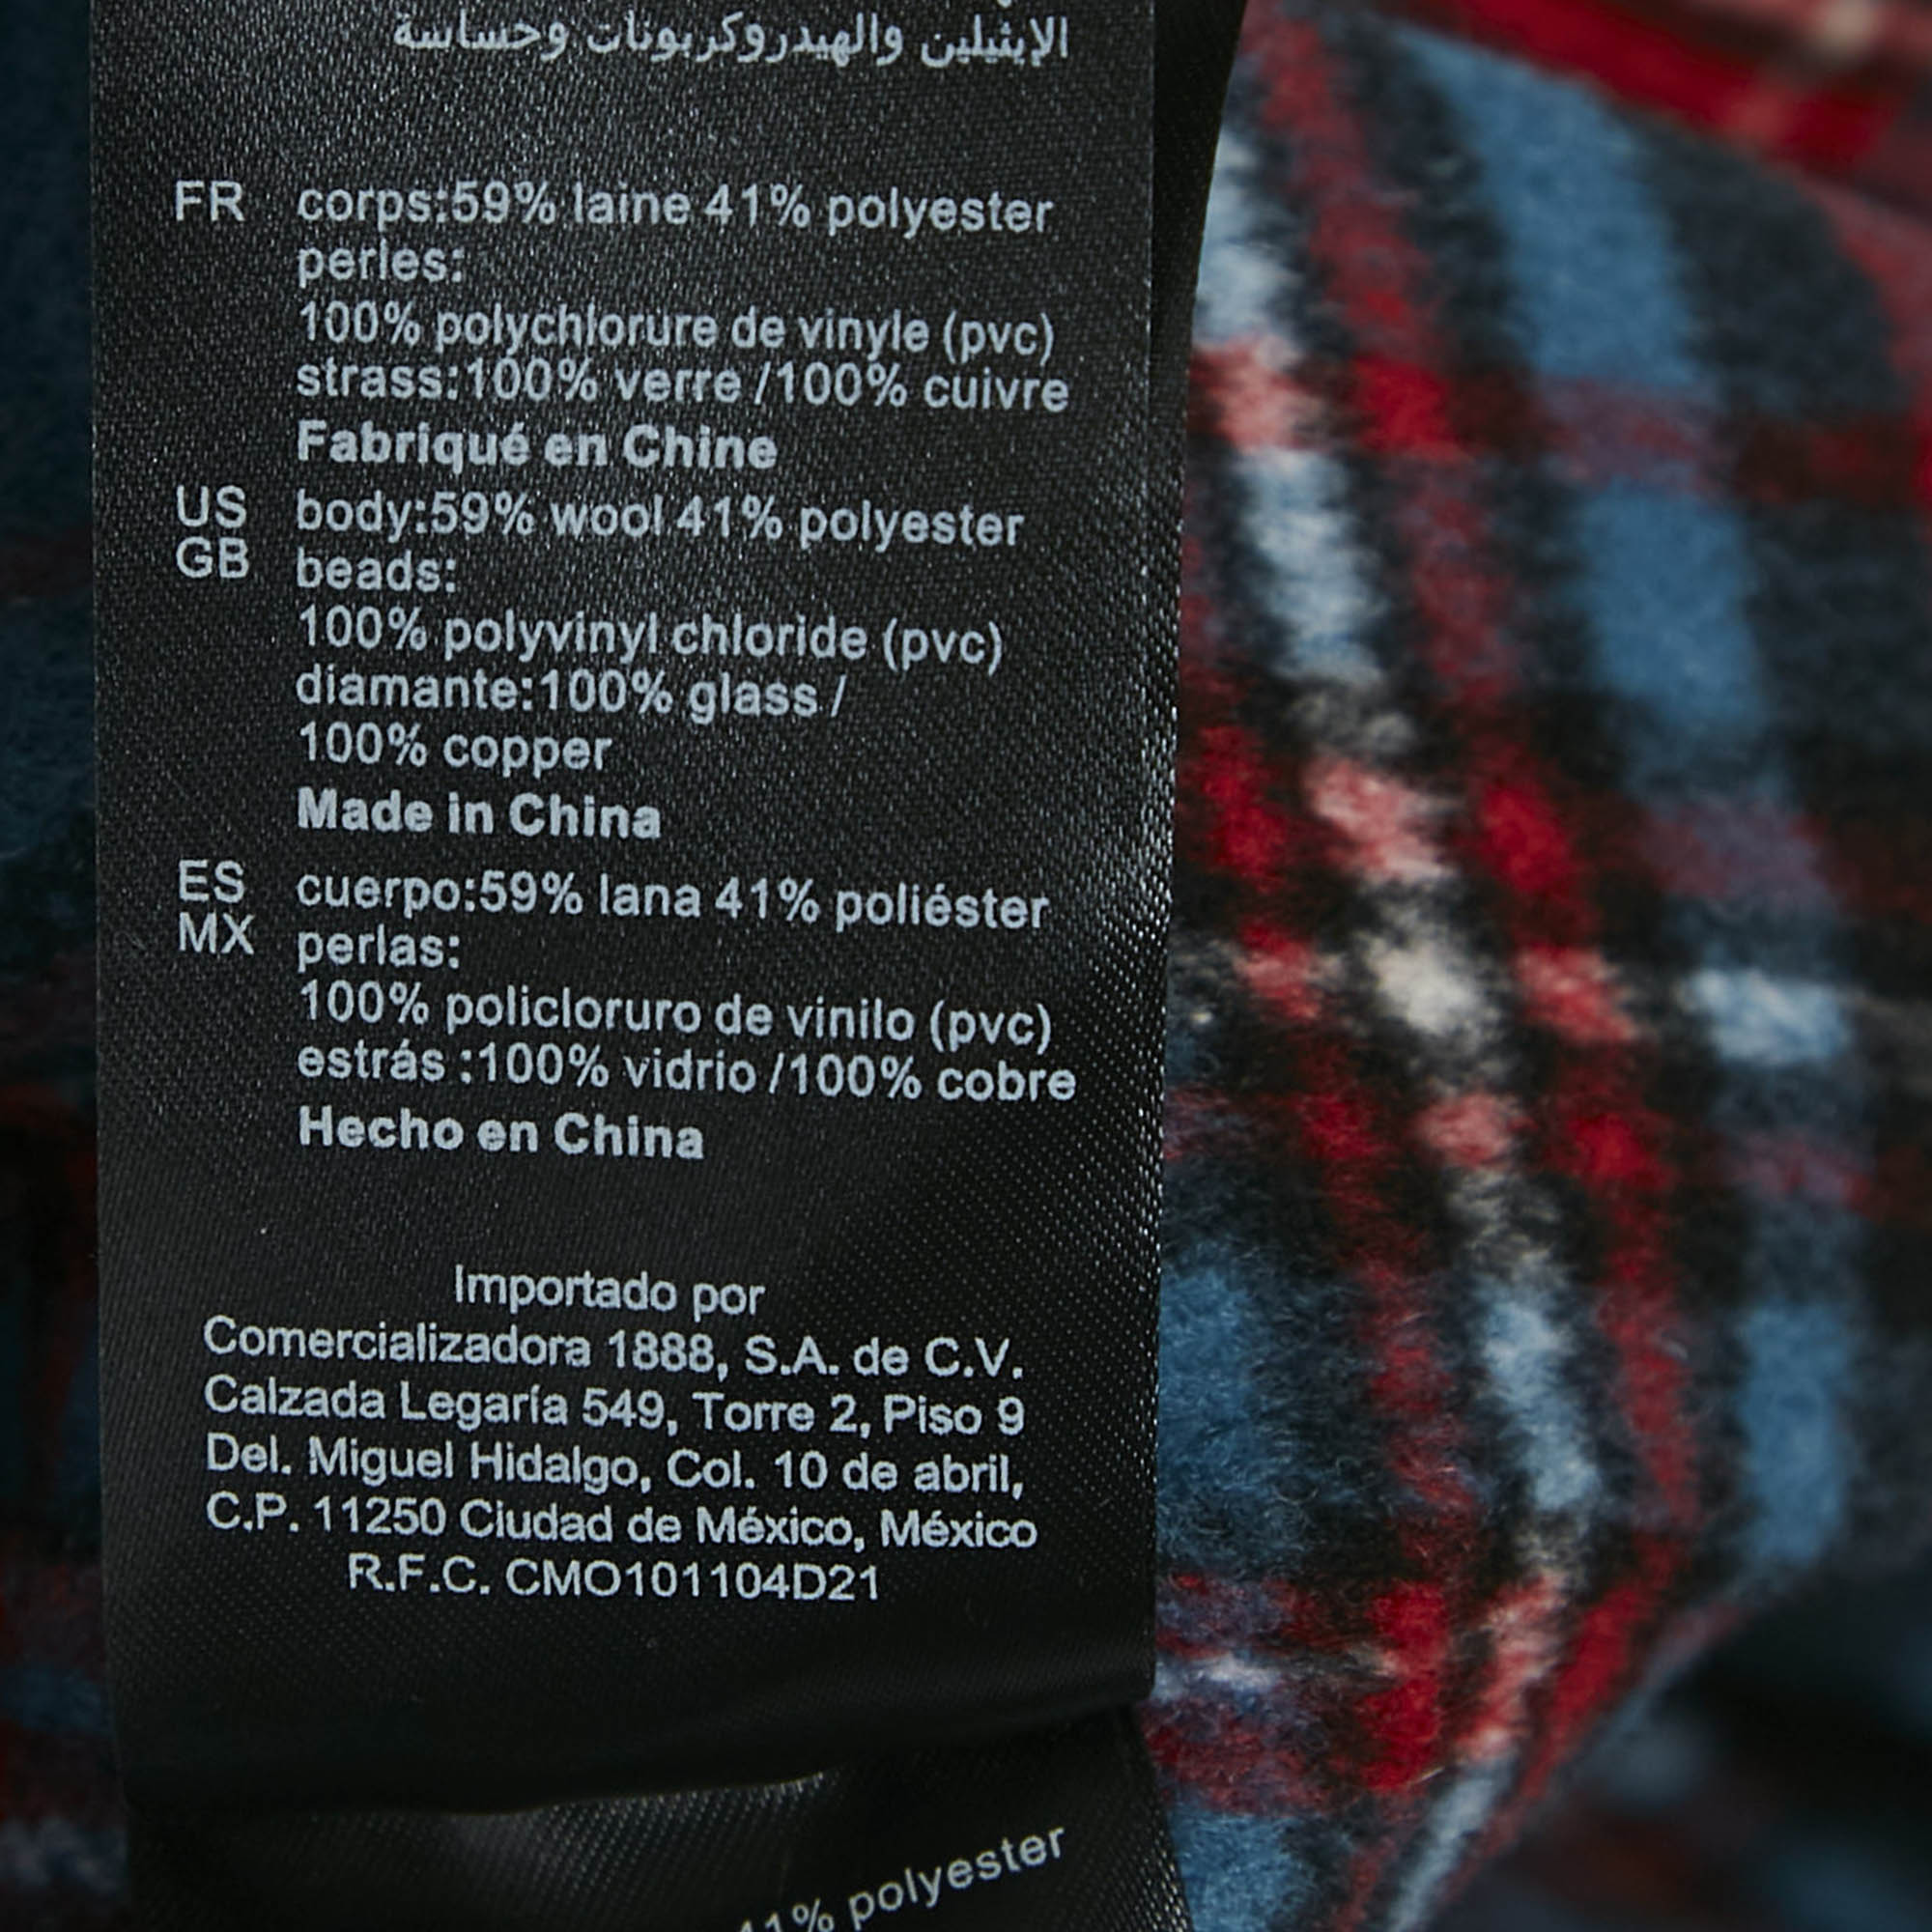 الإيثيلين والهيدروكربونات وحساسة
FR corps:59% laine 41% polyester
perles:
100% polychlorure de vinyle (pvc)
strass:100% verre /100% cuivre
Fabriqué en Chine
US body:59% wool 41% polyester
GB beads:
100% polyvinyl chloride (pvc)
diamante:100% glass /
100% copper
Made in China
ES cuerpo:59% lana 41% poliéster
MX perlas:
100% policloruro de vinilo (pvc)
estrás :100% vidrio /100% cobre
Hecho en China
Importado por
Comercializadora 1888, S.A. de C.V.
Calzada Legaría 549, Torre 2, Piso 9
Del. Miguel Hidalgo, Col. 10 de abril,
C.P. 11250 Ciudad de México, México
R.F.C. CMO101104D21
41% polyester